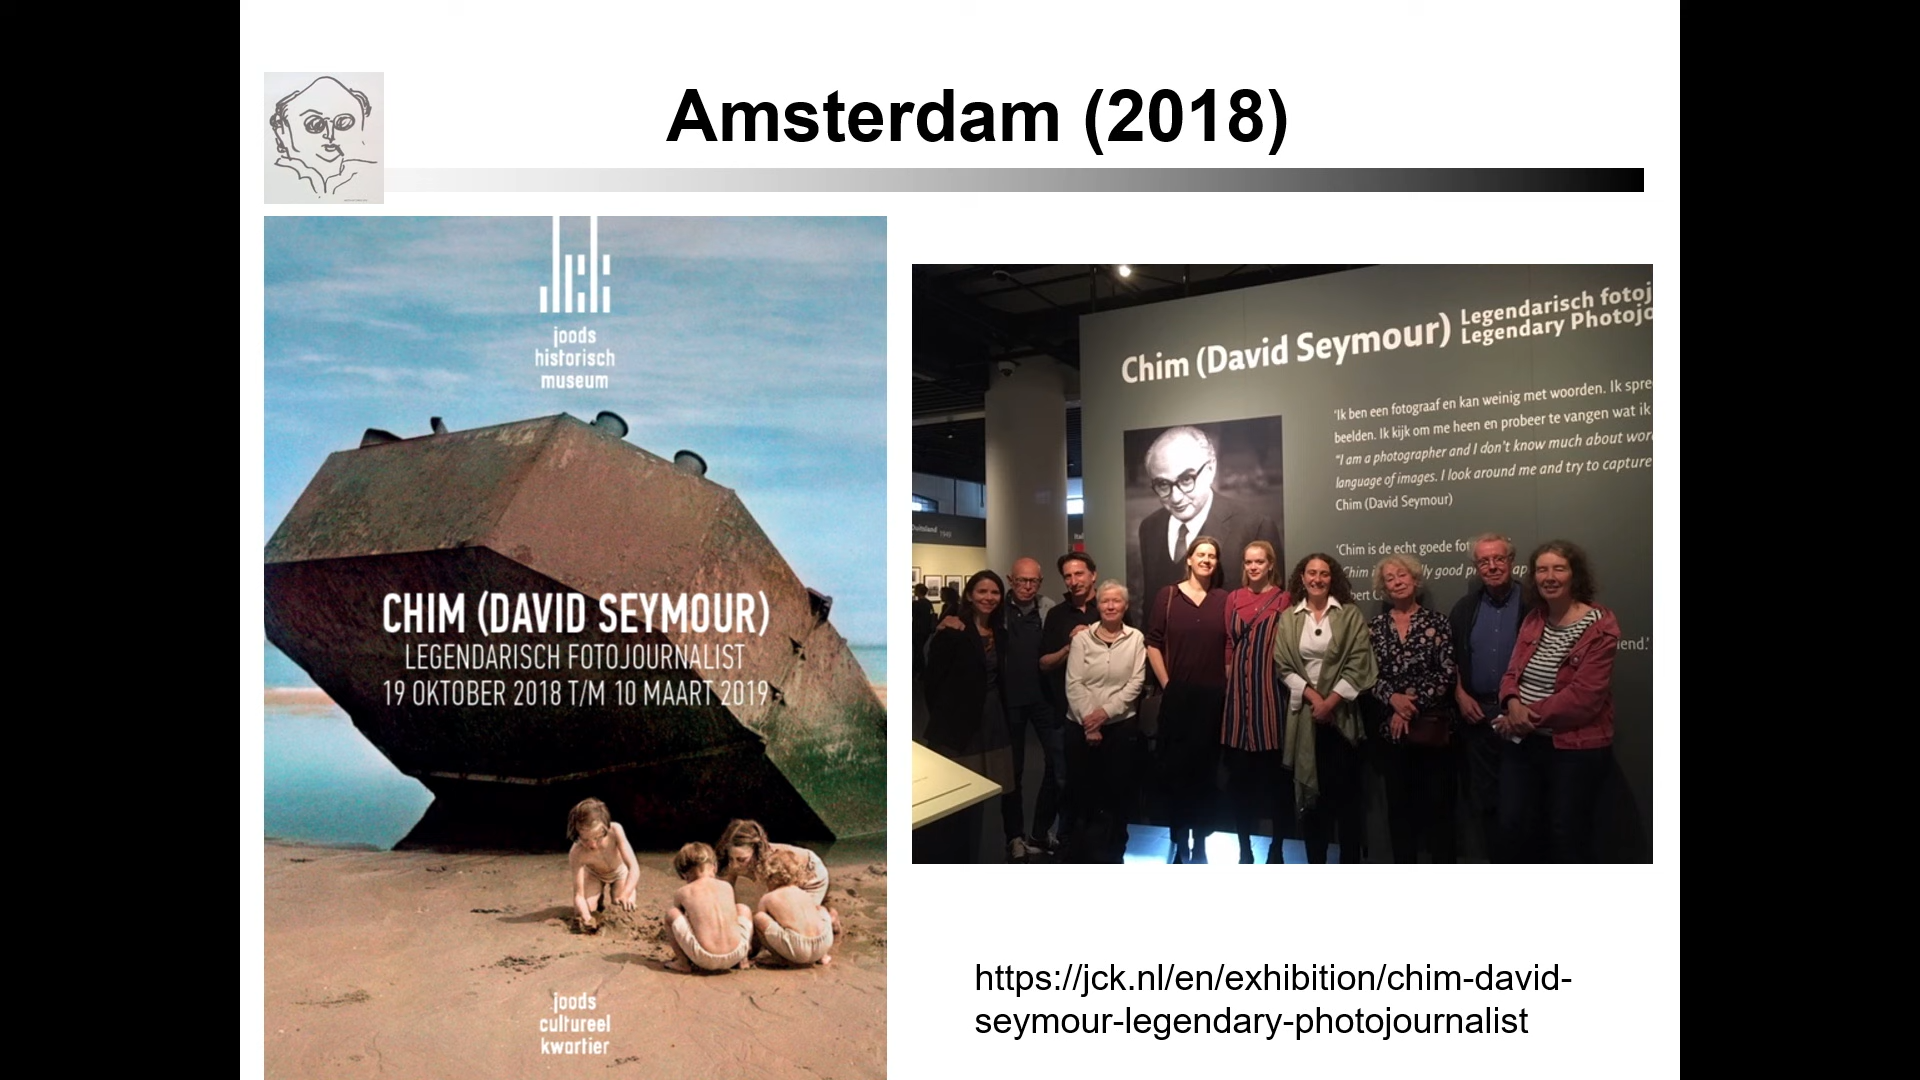 Amsterdam (2018)
joods
historisch
museum
CHIM (DAVID SEYMOUR)
LEGENDARISCH FOTOJOURNALIST
19 OKTOBER 2018 T/M 10 MAART 2019
joods
cultureel
kwartier
Chim (David Seymour)
Legendarisch fotoj
Legendary Photojo
'Ik ben een fotograaf en kan weinig met woorden. Ik spre
beelden. Ik kijk om me heen en probeer te vangen wat ik
"I am a photographer and I don't know much about wor
language of images. I look around me and try to capture
Chim (David Seymour)
'Chim is de echt goede fot
Duitsland 1949
https://jck.nl/en/exhibition/chim-david-
seymour-legendary-photojournalist